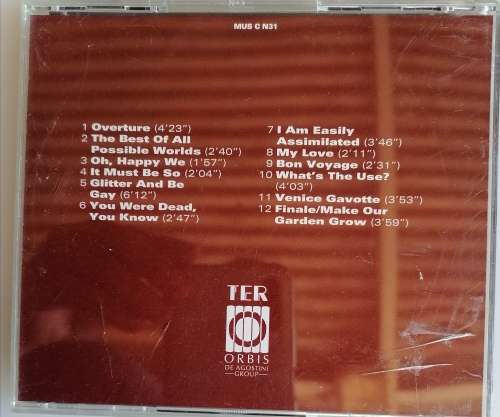 MUS C N31
1 Overture (4'23")
2 The Best Of All
Possible Worlds (2'40")
3 Oh, Happy We (1'57")
4 It Must Be So (2'04")
5 Glitter And Be
Gay (6'12")
6 You Were Dead,
You Know (2'47")
7 I Am Easily
Assimilated (3'46")
8 My Love (2'11")
9 Bon Voyage (2'31")
10 What's The Use?
(4'03")
11 Venice Gavotte (3'53")
12 Finale/Make Our
Garden Grow (3'59")
TER
ORBIS
DE AGOSTINI
GROUP